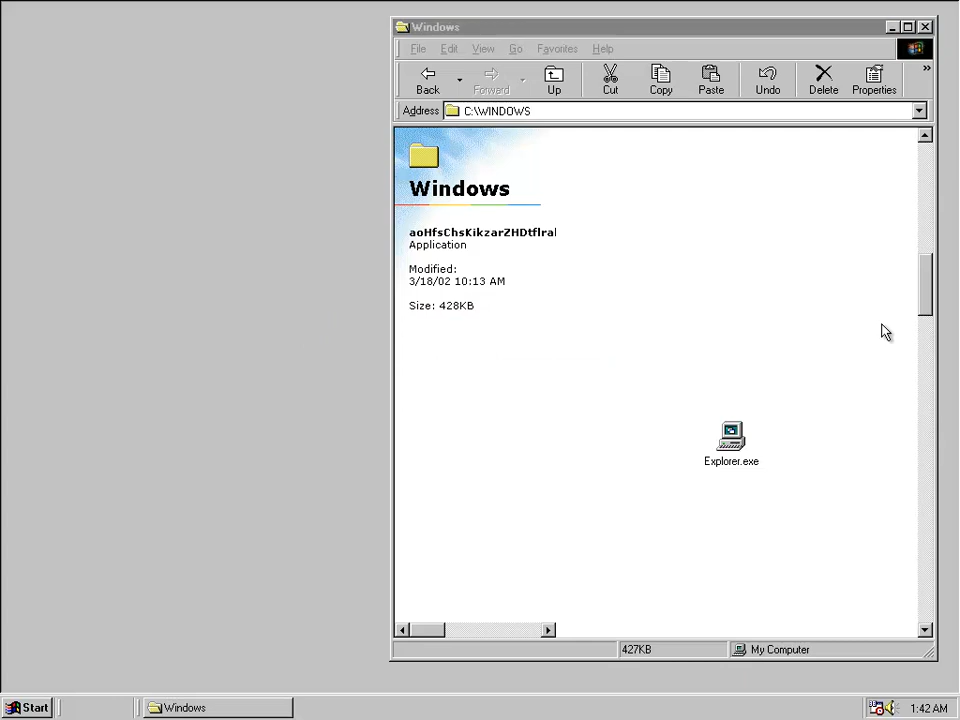 Windows
File Edit View Go Favorites Help
Back Forward Up Cut Copy Paste Undo Delete Properties »
Address C:\WINDOWS
Windows
Application
Modified:
3/18/02 10:13 AM
Size: 428KB
Explorer.exe
427KB My Computer
Start Windows 1:42 AM